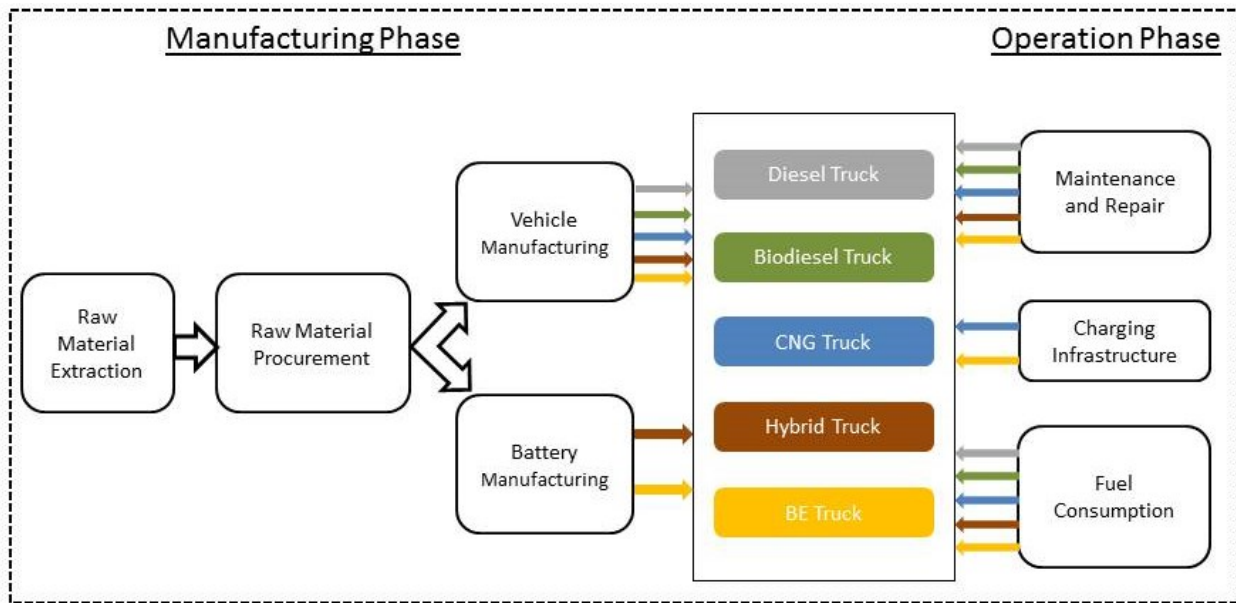 Manufacturing Phase
Operation Phase
Raw
Material
Extraction
Raw Material
Procurement
Vehicle
Manufacturing
Battery
Manufacturing
Diesel Truck
Biodiesel Truck
CNG Truck
Hybrid Truck
BE Truck
Maintenance
and Repair
Charging
Infrastructure
Fuel
Consumption